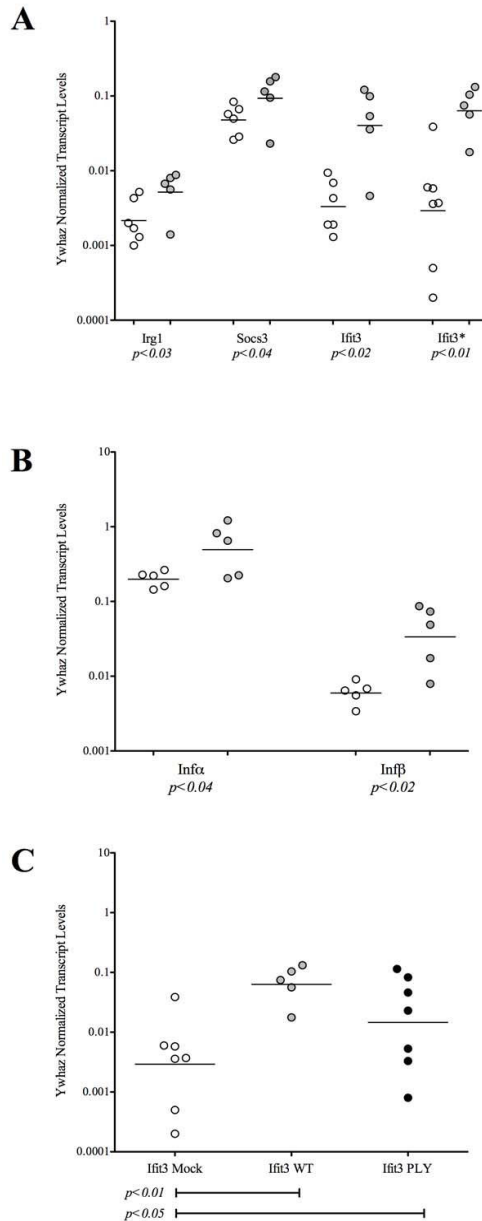 A
Ywhaz Normalized Transcript Levels
1
0.1
0.01
0.001
0.0001
Irg1 Socs3 Ifit3 Ifit3*
p<0.03 p<0.04 p<0.02 p<0.01
B
Ywhaz Normalized Transcript Levels
10
1
0.1
0.01
0.001
Infα Infβ
p<0.04 p<0.02
C
Ywhaz Normalized Transcript Levels
10
1
0.1
0.01
0.001
0.0001
Ifit3 Mock Ifit3 WT Ifit3 PLY
p<0.01
p<0.05